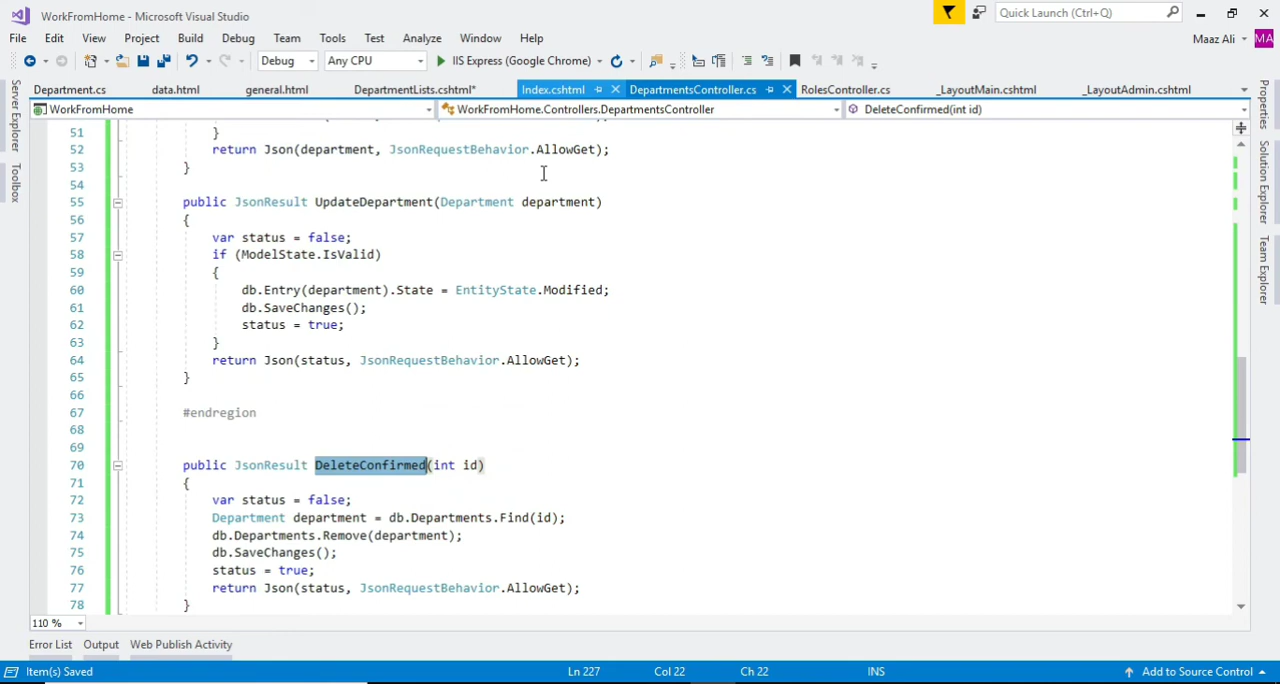 WorkFromHome - Microsoft Visual Studio
Quick Launch (Ctrl+Q)
File Edit View Project Build Debug Team Tools Test Analyze Window Help
Maaz Ali MA
Debug Any CPU IIS Express (Google Chrome)
Department.cs data.html general.html DepartmentLists.cshtml* Index.cshtml DepartmentsController.cs RolesController.cs _LayoutMain.cshtml _LayoutAdmin.cshtml
WorkFromHome WorkFromHome.Controllers.DepartmentsController DeleteConfirmed(int id)
Server Explorer
Toolbox
Properties
Solution Explorer
Team Explorer
51 }
52 return Json(department, JsonRequestBehavior.AllowGet);
53 }
54
55 public JsonResult UpdateDepartment(Department department)
56 {
57 var status = false;
58 if (ModelState.IsValid)
59 {
60 db.Entry(department).State = EntityState.Modified;
61 db.SaveChanges();
62 status = true;
63 }
64 return Json(status, JsonRequestBehavior.AllowGet);
65 }
66
67 #endregion
68
69
70 public JsonResult DeleteConfirmed(int id)
71 {
72 var status = false;
73 Department department = db.Departments.Find(id);
74 db.Departments.Remove(department);
75 db.SaveChanges();
76 status = true;
77 return Json(status, JsonRequestBehavior.AllowGet);
78 }
110 %
Error List Output Web Publish Activity
Item(s) Saved Ln 227 Col 22 Ch 22 INS Add to Source Control